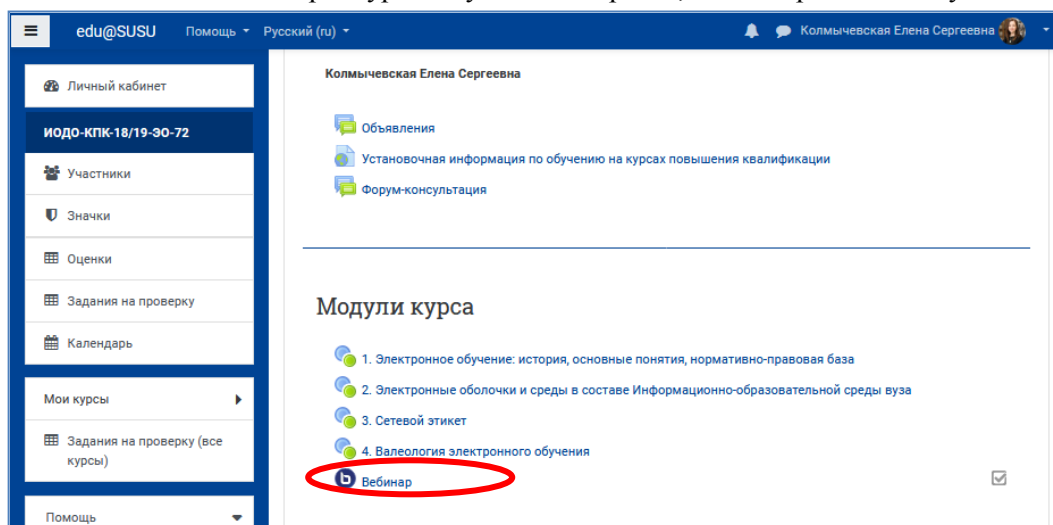 edu@SUSU Помощь Русский (ru) Колмычевская Елена Сергеевна
Личный кабинет
ИОДО-КПК-18/19-ЭО-72
Участники
Значки
Оценки
Задания на проверку
Календарь
Мои курсы
Задания на проверку (все
курсы)
Помощь
Колмычевская Елена Сергеевна
Объявления
Установочная информация по обучению на курсах повышения квалификации
Форум-консультация
Модули курса
1. Электронное обучение: история, основные понятия, нормативно-правовая база
2. Электронные оболочки и среды в составе Информационно-образовательной среды вуза
3. Сетевой этикет
4. Валеология электронного обучения
b Вебинар